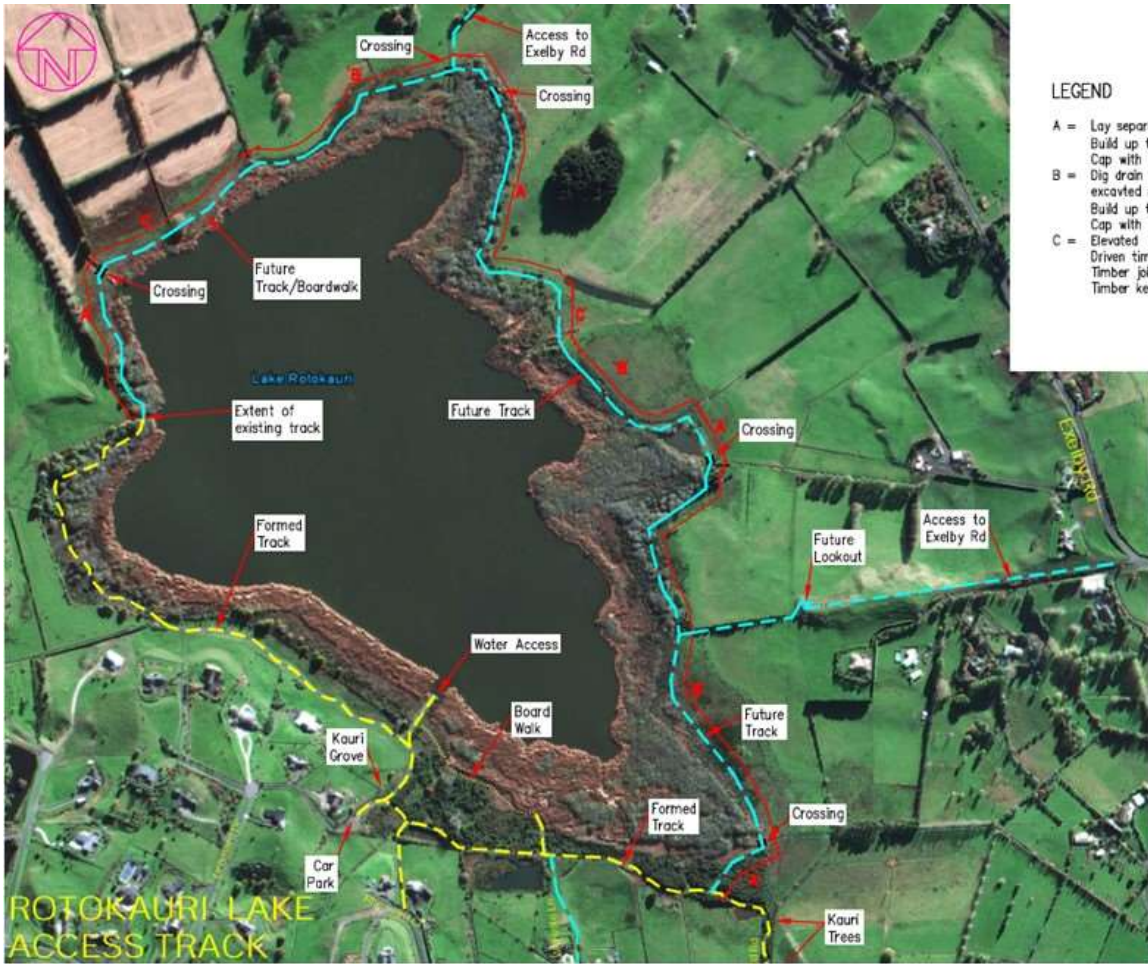 N
Access to
Exelby Rd
Crossing
B
Crossing
LEGEND
A = Lay separ
Build up t
Cap with
B = Dig drain
excavted
Build up t
Cap with
C = Elevated
Driven tim
Timber joi
Timber ke
A
C
Future
Track/Boardwalk
Crossing
A
C
Lake Rotokauri
B
Extent of
existing track
Future Track
A
Crossing
Exelby Rd
Formed
Track
Future
Lookout
Access to
Exelby Rd
Water Access
Board
Walk
Future
Track
Kauri
Grove
Formed
Track
Crossing
Car
Park
Kauri
Trees
ROTOKAURI LAKE
ACCESS TRACK